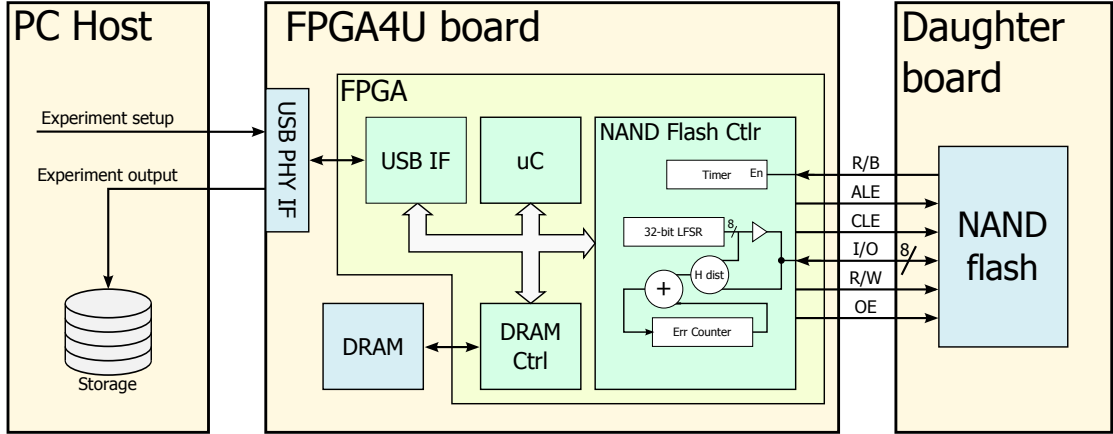 PC Host
Experiment setup
Experiment output
Storage
FPGA4U board
USB PHY IF
FPGA
USB IF
uC
DRAM
DRAM
Ctrl
NAND Flash Ctlr
Timer En
32-bit LFSR
8
H dist
+
Err Counter
R/B
ALE
CLE
I/O 8
R/W
OE
Daughter
board
NAND
flash